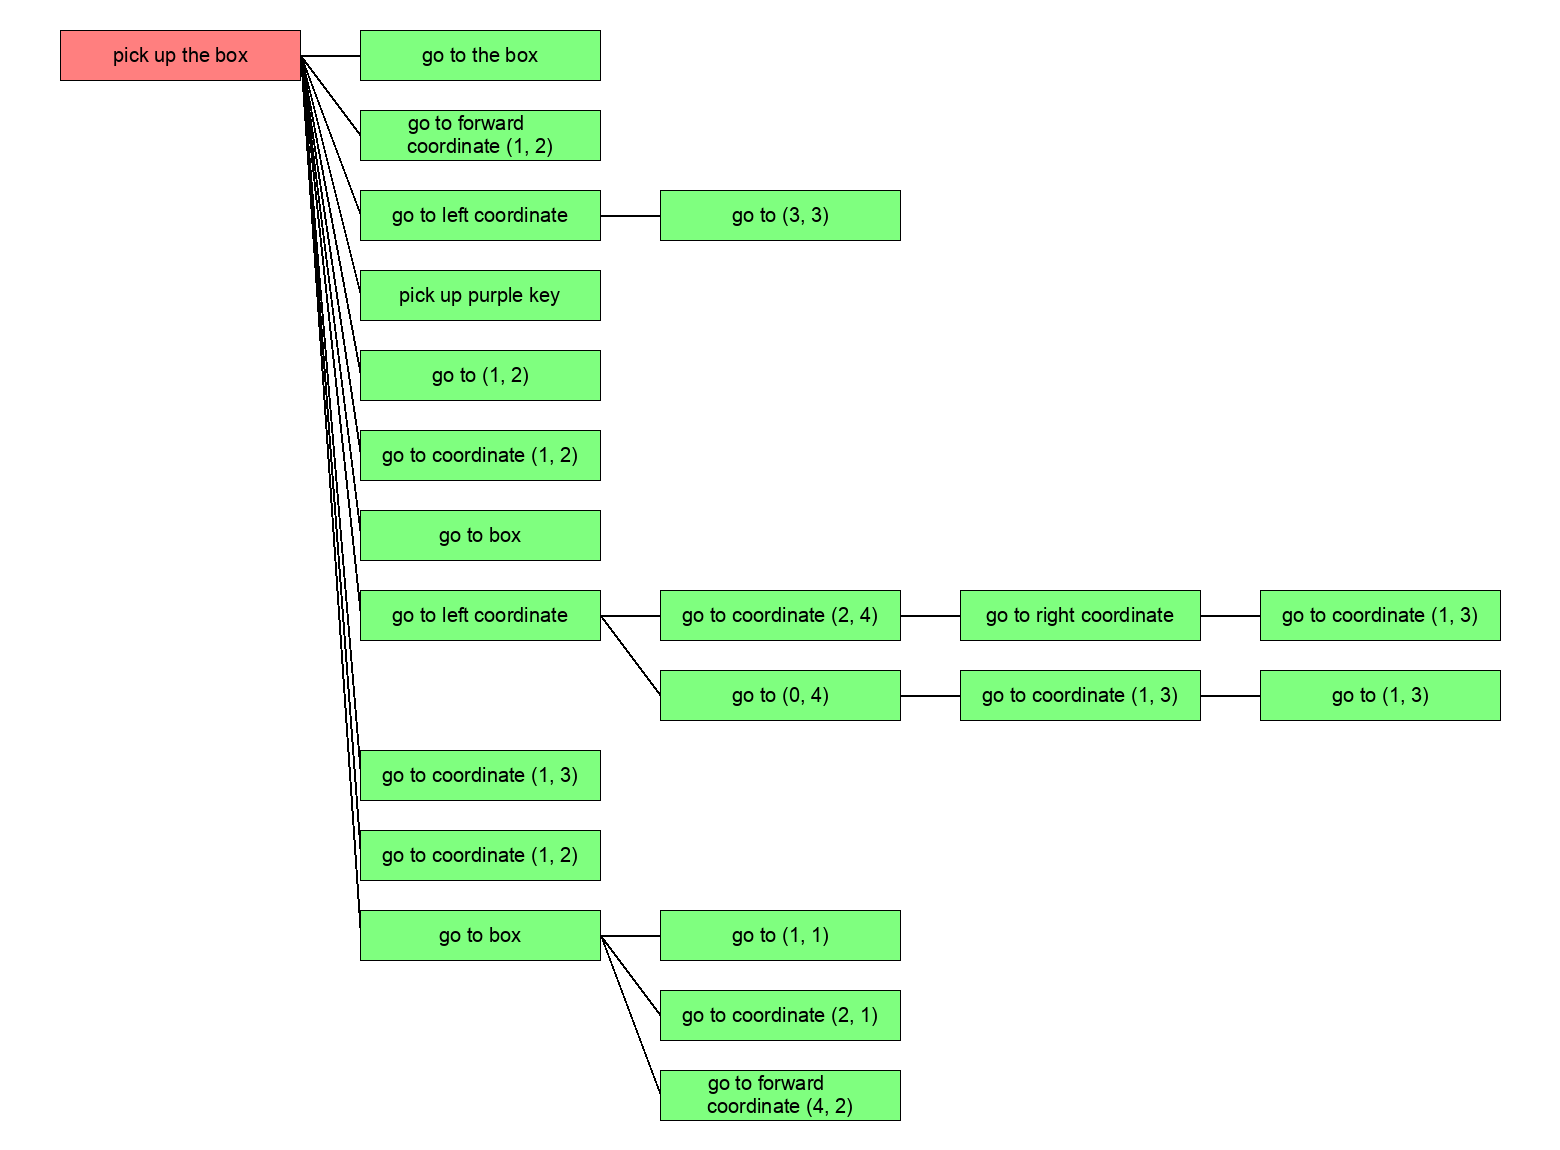 pick up the box
go to the box
go to forward
coordinate (1, 2)
go to left coordinate
go to (3, 3)
pick up purple key
go to (1, 2)
go to coordinate (1, 2)
go to box
go to left coordinate
go to coordinate (2, 4)
go to right coordinate
go to coordinate (1, 3)
go to (0, 4)
go to coordinate (1, 3)
go to (1, 3)
go to coordinate (1, 3)
go to coordinate (1, 2)
go to box
go to (1, 1)
go to coordinate (2, 1)
go to forward
coordinate (4, 2)